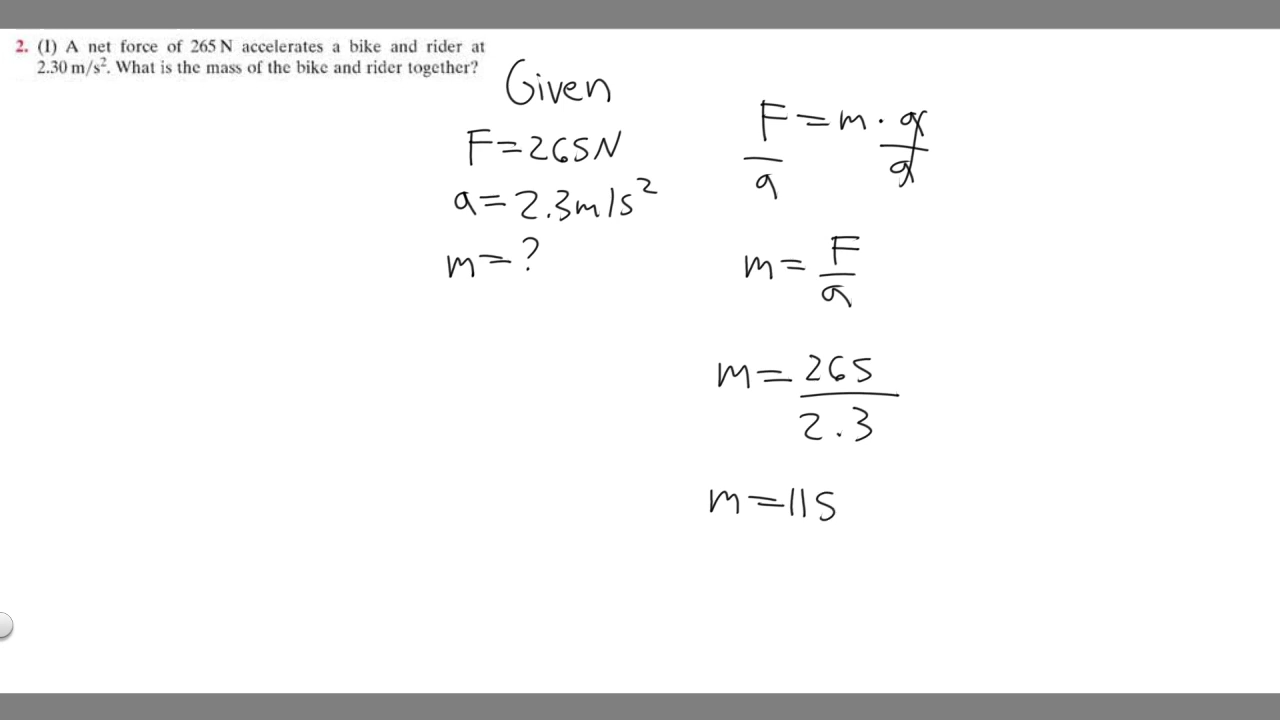 2. (I) A net force of 265 N accelerates a bike and rider at
2.30 m/s². What is the mass of the bike and rider together?
Given
F=265N
a=2.3m/s²
m=?
F=m·a
a a
m=F
a
m=265
2.3
m=115